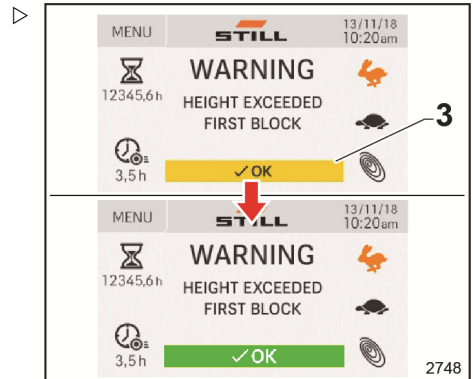 MENU STILL 13/11/18
10:20am
WARNING
12345,6h
HEIGHT EXCEEDED
FIRST BLOCK
3
3,5h
✓OK
MENU STILL 13/11/18
10:20am
WARNING
12345,6h
HEIGHT EXCEEDED
FIRST BLOCK
3,5h
✓OK
2748